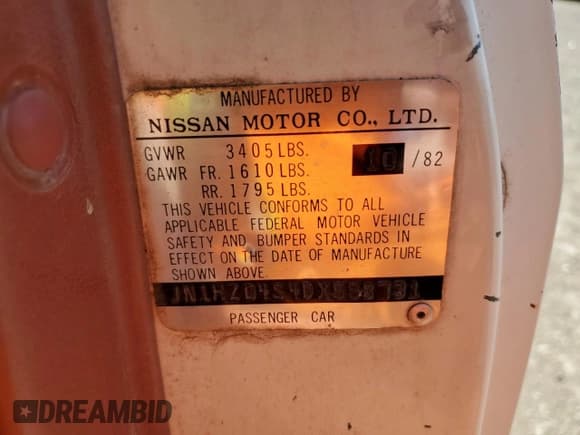 MANUFACTURED BY
NISSAN MOTOR CO., LTD.
GVWR 3405 LBS. 10 /82
GAWR FR. 1610 LBS.
RR. 1795 LBS.
THIS VEHICLE CONFORMS TO ALL
APPLICABLE FEDERAL MOTOR VEHICLE
SAFETY AND BUMPER STANDARDS IN
EFFECT ON THE DATE OF MANUFACTURE
SHOWN ABOVE.
PASSENGER CAR
DREAMBID